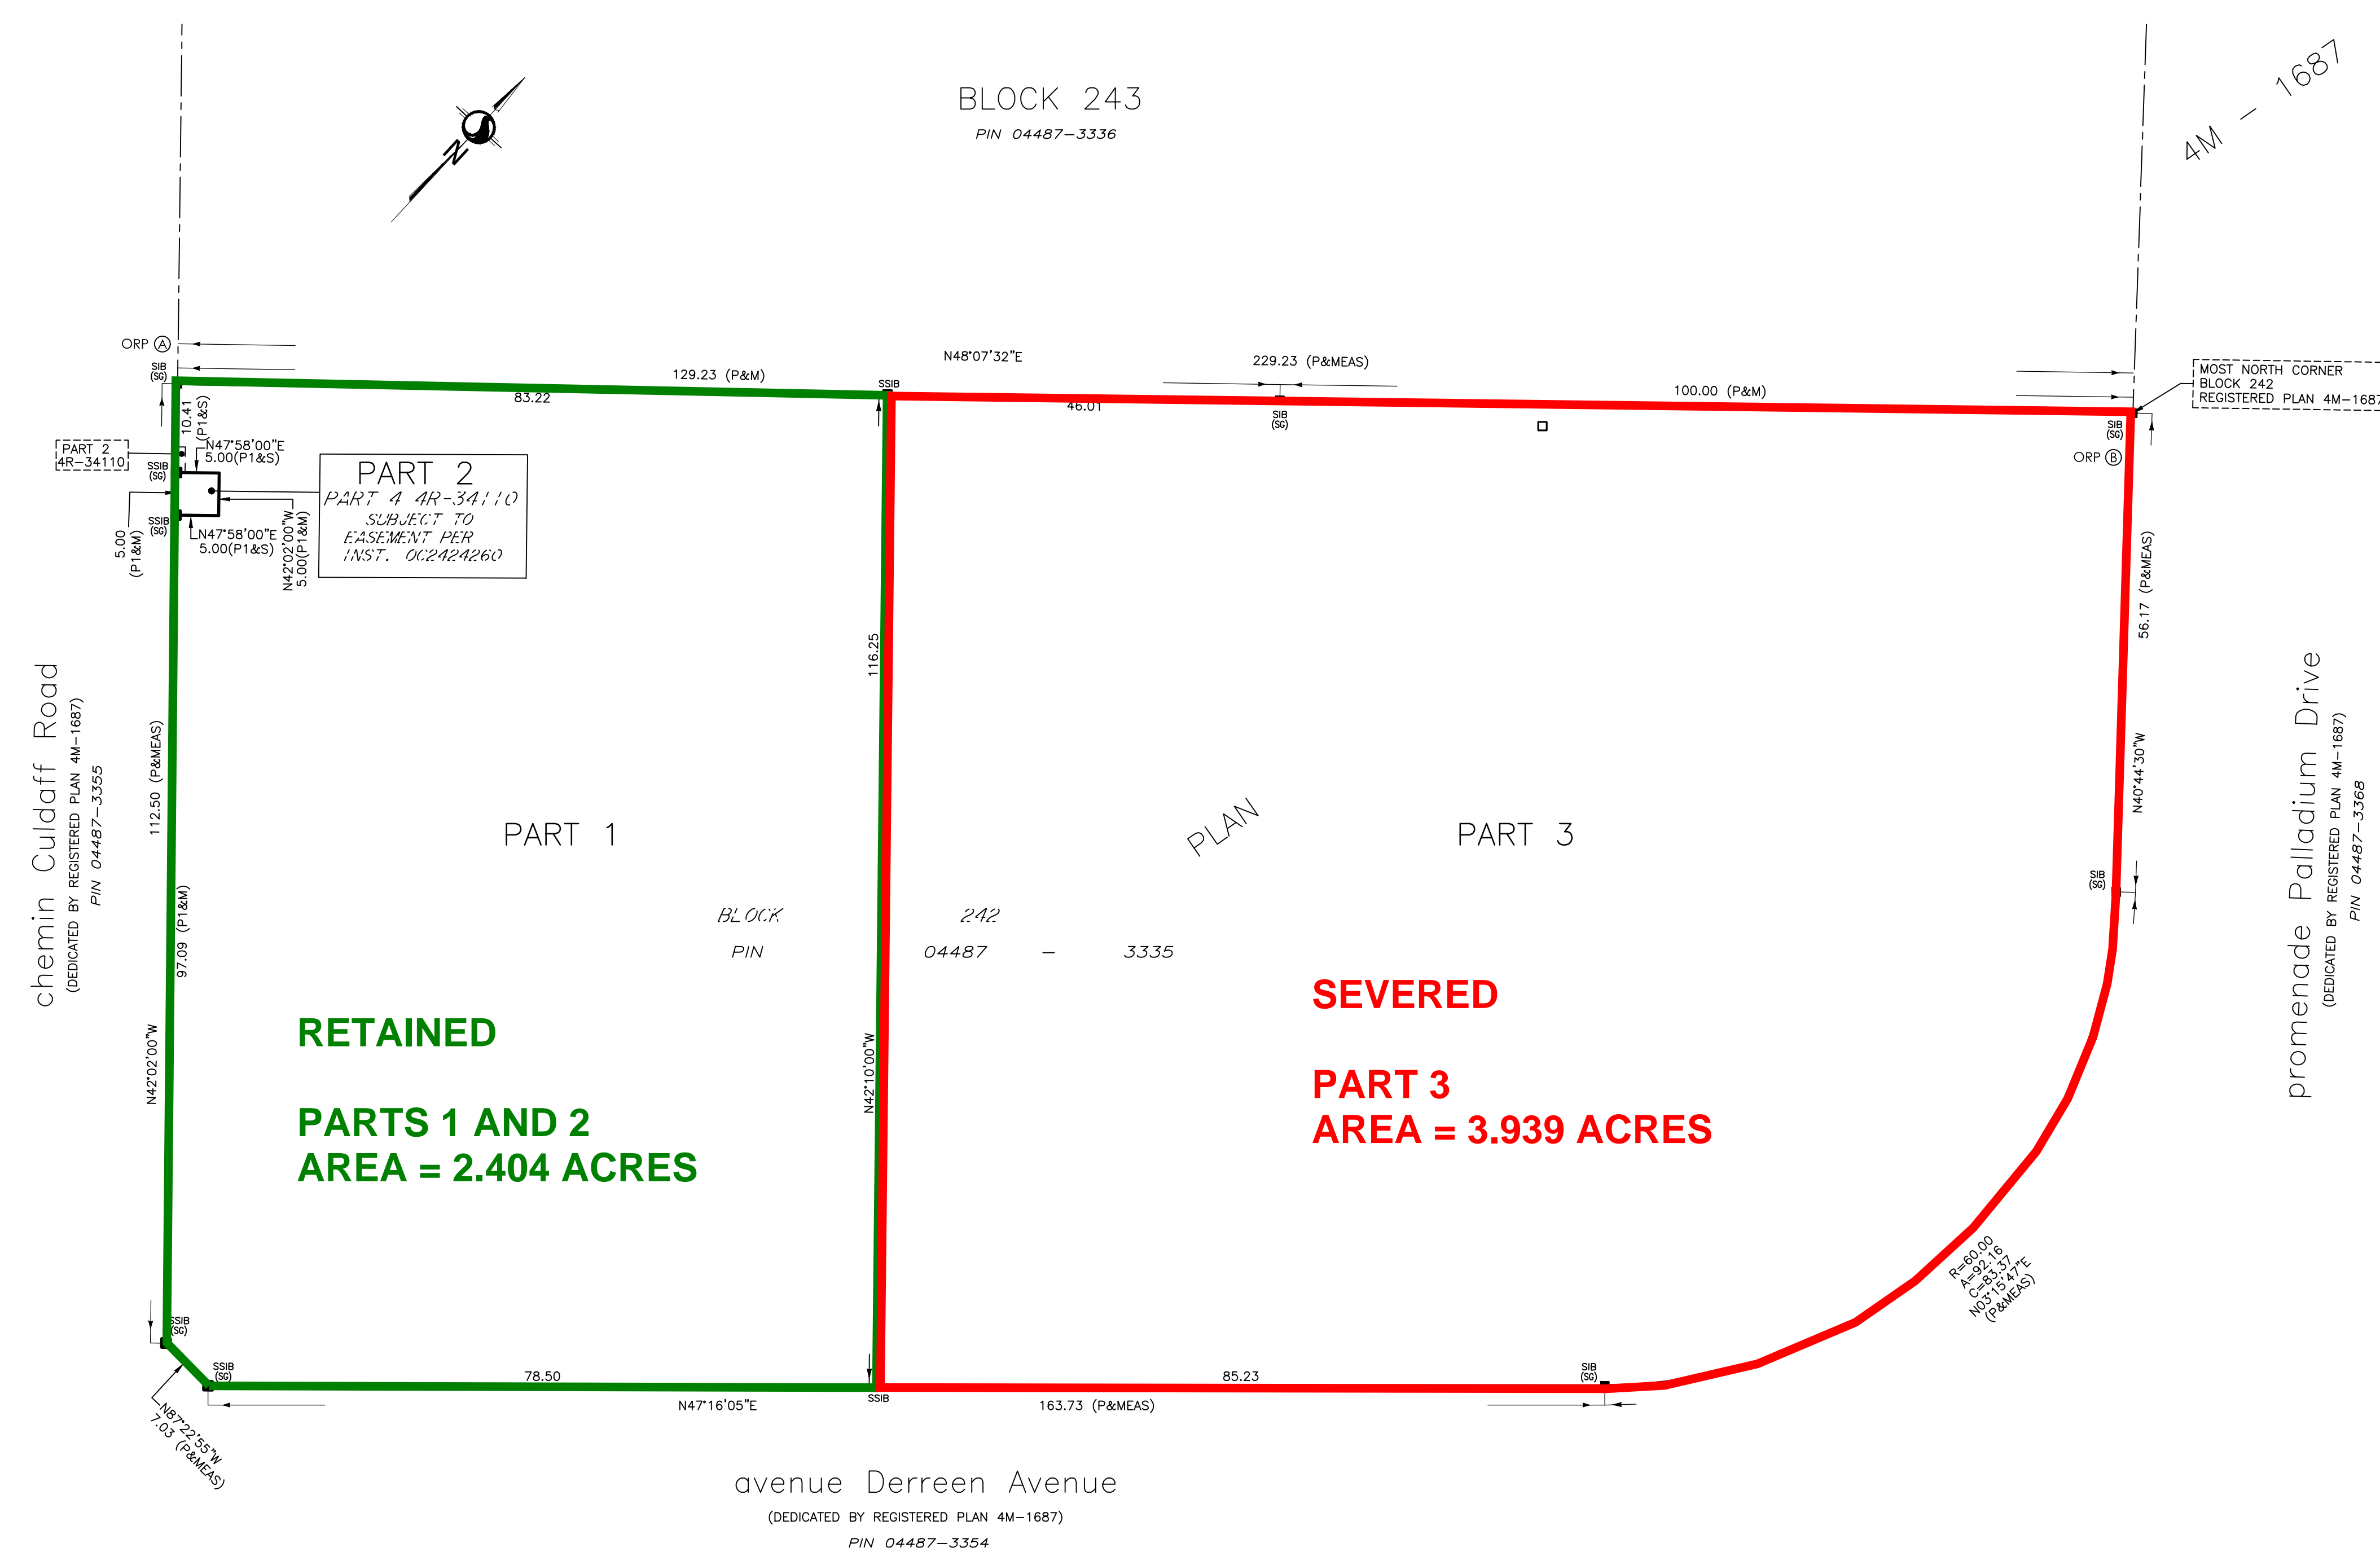 BLOCK 243
PIN 04487-3336
4M - 1687
N
ORP A
SIB
(SG)
129.23 (P&M)
83.22
N48°07'32"E
SSIB
229.23 (P&MEAS)
46.01
SIB
(SG)
100.00 (P&M)
MOST NORTH CORNER
BLOCK 242
REGISTERED PLAN 4M-1687
SIB
(SG)
ORP B
10.41
(P1&S)
PART 2
4R-34110
N47°58'00"E
5.00(P1&S)
SSIB
(SG)
SSIB
(SG)
5.00
(P1&M)
N47°58'00"E
5.00(P1&S)
N42°02'00"W
5.00(P1&M)
PART 2
PART 4 4R-34110
SUBJECT TO
EASEMENT PER
INST. OC2424260
116.25
56.17 (P&MEAS)
chemin Culdaff Road
(DEDICATED BY REGISTERED PLAN 4M-1687)
PIN 04487-3355
112.50 (P&MEAS)
97.09 (P1&M)
N42°02'00"W
PART 1
PLAN
PART 3
N40°44'30"W
SIB
(SG)
promenade Palladium Drive
(DEDICATED BY REGISTERED PLAN 4M-1687)
PIN 04487-3368
BLOCK 242
PIN 04487 - 3335
N42°10'00"W
RETAINED
PARTS 1 AND 2
AREA = 2.404 ACRES
SEVERED
PART 3
AREA = 3.939 ACRES
R=60.00
A=92.16
C=83.37
N03°15'47"E
(P&MEAS)
SSIB
(SG)
SSIB
(SG)
78.50
85.23
SIB
(SG)
N87°22'55"W
7.03 (P&MEAS)
N47°16'05"E
SSIB
163.73 (P&MEAS)
avenue Derreen Avenue
(DEDICATED BY REGISTERED PLAN 4M-1687)
PIN 04487-3354